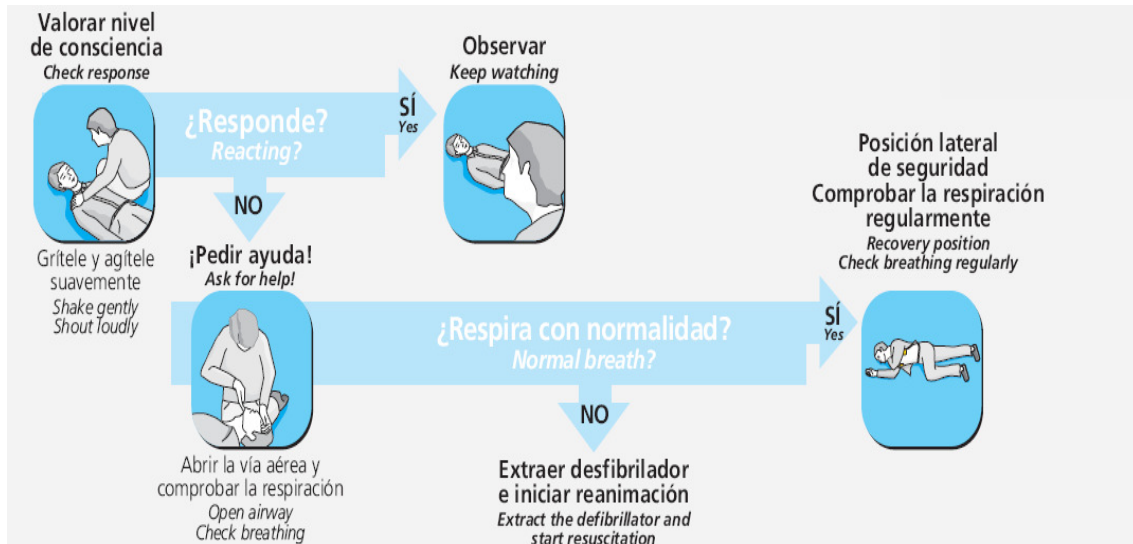 Valorar nivel
de consciencia
Check response
¿Responde?
Reacting?
SÍ
Yes
Observar
Keep watching
NO
Grítele y agítele
suavemente
Shake gently
Shout loudly
¡Pedir ayuda!
Ask for help!
¿Respira con normalidad?
Normal breath?
SÍ
Yes
Posición lateral
de seguridad
Comprobar la respiración
regularmente
Recovery position
Check breathing regularly
NO
Abrir la vía aérea y
comprobar la respiración
Open airway
Check breathing
Extraer desfibrilador
e iniciar reanimación
Extract the defibrillator and
start resuscitation